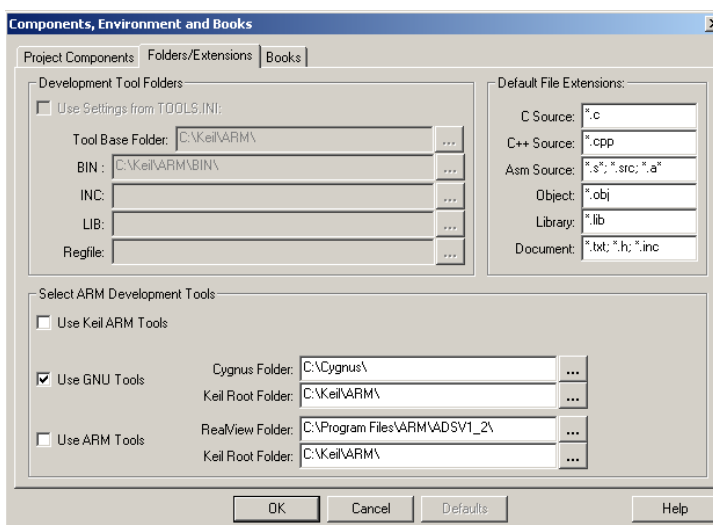 Components, Environment and Books
Project Components Folders/Extensions Books
Development Tool Folders
Use Settings from TOOLS.INI:
Tool Base Folder: C:\Keil\ARM\ ...
BIN : C:\Keil\ARM\BIN\ ...
INC: ...
LIB: ...
Regfile: ...
Default File Extensions:
C Source: *.c
C++ Source: *.cpp
Asm Source: *.s*; *.src; *.a*
Object: *.obj
Library: *.lib
Document: *.txt; *.h; *.inc
Select ARM Development Tools
Use Keil ARM Tools
Use GNU Tools
Cygnus Folder: C:\Cygnus\ ...
Keil Root Folder: C:\Keil\ARM\ ...
Use ARM Tools
RealView Folder: C:\Program Files\ARM\ADSV1_2\ ...
Keil Root Folder: C:\Keil\ARM\ ...
OK Cancel Defaults Help